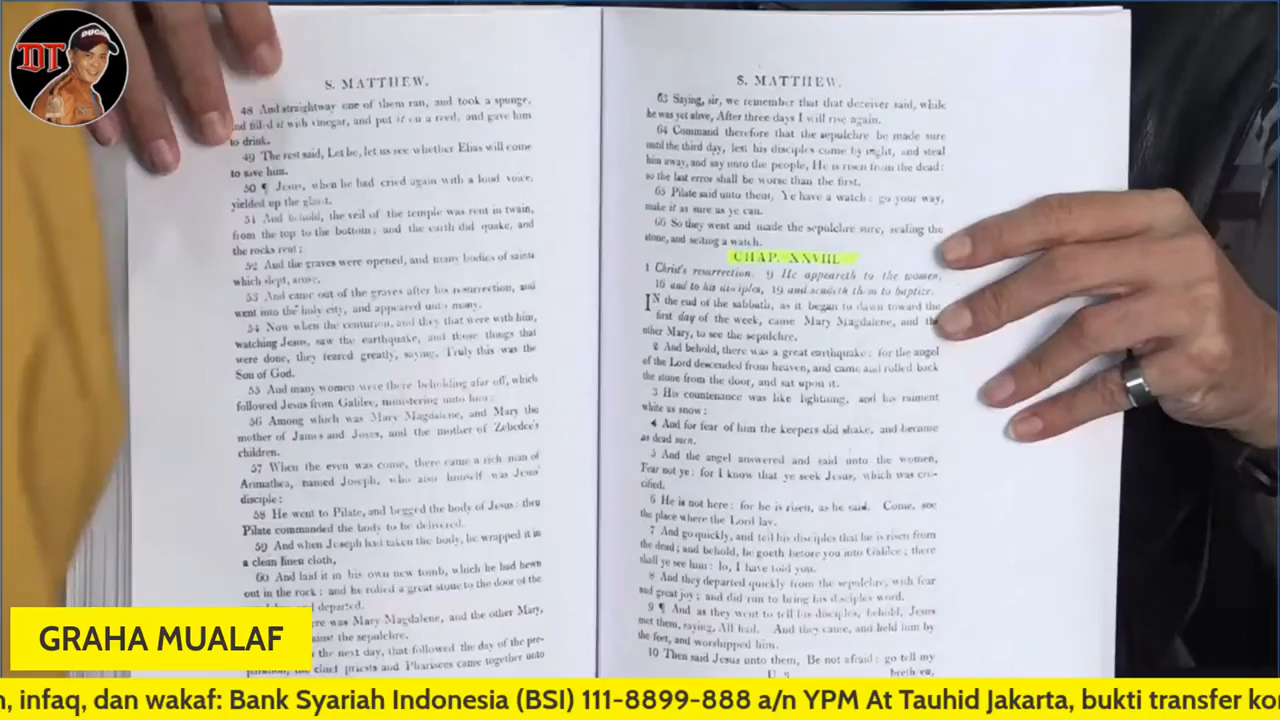 DUCATI
DT
S. MATTHEW.
48 And straightway one of them ran, and took a spunge,
and filled it with vinegar, and put it on a reed, and gave him
to drink.
49 The rest said, Let be, let us see whether Elias will come
to save him.
50 ¶ Jesus, when he had cried again with a loud voice,
yielded up the ghost.
51 And behold, the veil of the temple was rent in twain,
from the top to the bottom; and the earth did quake, and
the rocks rent;
52 And the graves were opened, and many bodies of saints
which slept, arose,
53 And came out of the graves after his resurrection, and
went into the holy city, and appeared unto many.
54 Now when the centurion, and they that were with him,
watching Jesus, saw the earthquake, and those things that
were done, they feared greatly, saying, Truly this was the
Son of God.
55 And many women were there beholding afar off, which
followed Jesus from Galilee, ministering unto him:
56 Among which was Mary Magdalene, and Mary the
mother of James and Joses, and the mother of Zebedee's
children.
57 When the even was come, there came a rich man of
Arimathea, named Joseph, who also himself was Jesus'
disciple:
58 He went to Pilate, and begged the body of Jesus: then
Pilate commanded the body to be delivered.
59 And when Joseph had taken the body, he wrapped it in
a clean linen cloth,
60 And laid it in his own new tomb, which he had hewn
out in the rock: and he rolled a great stone to the door of the
departed.
was Mary Magdalene, and the other Mary,
the sepulchre.
the next day, that followed the day of the pre-
paration, the chief priests and Pharisees came together unto
S. MATTHEW.
63 Saying, sir, we remember that that deceiver said, while
he was yet alive, After three days I will rise again.
64 Command therefore that the sepulchre be made sure
until the third day, lest his disciples come by night, and steal
him away, and say unto the people, He is risen from the dead:
so the last error shall be worse than the first.
65 Pilate said unto them, Ye have a watch: go your way,
make it as sure as ye can.
66 So they went and made the sepulchre sure, sealing the
stone, and setting a watch.
CHAP. XXVIII.
1 Christ's resurrection. 9 He appeareth to the women,
16 and to his disciples, 19 and sendeth them to baptize.
IN the end of the sabbath, as it began to dawn toward the
first day of the week, came Mary Magdalene, and the
other Mary, to see the sepulchre.
2 And behold, there was a great earthquake: for the angel
of the Lord descended from heaven, and came and rolled back
the stone from the door, and sat upon it.
3 His countenance was like lightning, and his raiment
white as snow:
4 And for fear of him the keepers did shake, and became
as dead men.
5 And the angel answered and said unto the women,
Fear not ye: for I know that ye seek Jesus, which was cru-
cified.
6 He is not here: for he is risen, as he said. Come, see
the place where the Lord lay.
7 And go quickly, and tell his disciples that he is risen from
the dead; and behold, he goeth before you into Galilee; there
shall ye see him: lo, I have told you.
8 And they departed quickly from the sepulchre, with fear
and great joy; and did run to bring his disciples word.
9 ¶ And as they went to tell his disciples, behold, Jesus
met them, saying, All hail. And they came, and held him by
the feet, and worshipped him.
10 Then said Jesus unto them, Be not afraid: go tell my
brethren,
GRAHA MUALAF
, infaq, dan wakaf: Bank Syariah Indonesia (BSI) 111-8899-888 a/n YPM At Tauhid Jakarta, bukti transfer